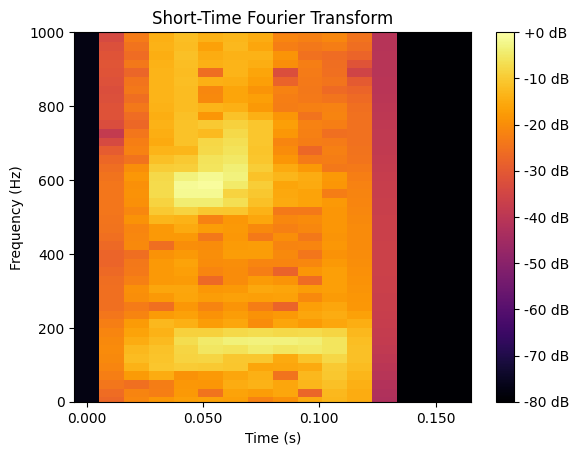 Short-Time Fourier Transform
1000
800
600
400
200
0
Frequency (Hz)
0.000
0.050
0.100
0.150
Time (s)
+0 dB
-10 dB
-20 dB
-30 dB
-40 dB
-50 dB
-60 dB
-70 dB
-80 dB